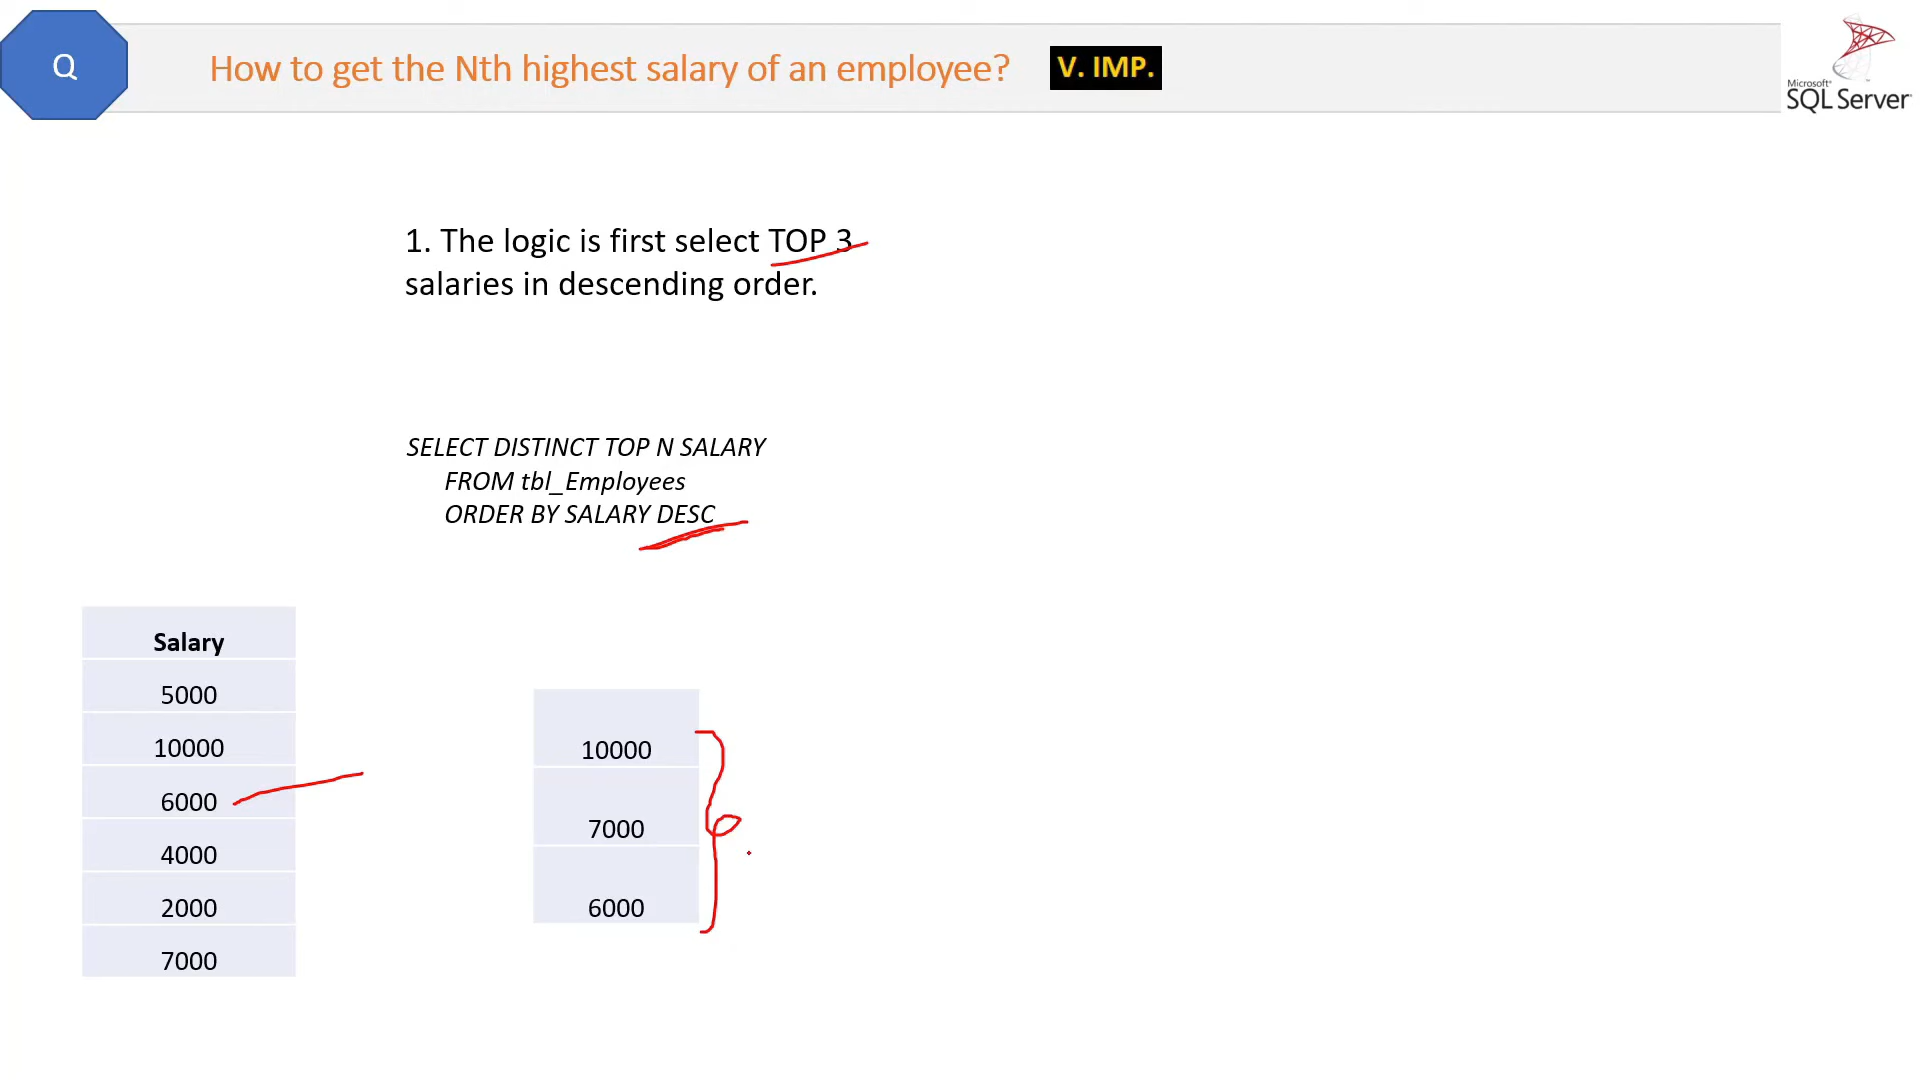 Q
How to get the Nth highest salary of an employee?
V. IMP.
Microsoft®
SQL Server
1. The logic is first select TOP 3
salaries in descending order.
SELECT DISTINCT TOP N SALARY
FROM tbl_Employees
ORDER BY SALARY DESC
Salary
5000
10000
6000
4000
2000
7000
10000
7000
6000